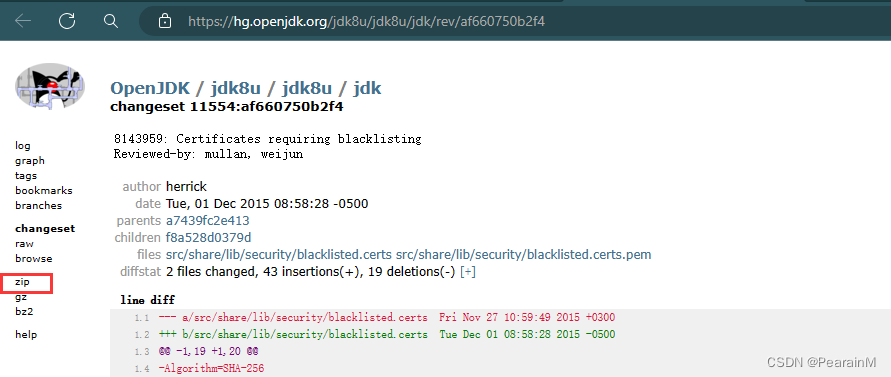 https://hg.openjdk.org/jdk8u/jdk8u/jdk/rev/af660750b2f4
OpenJDK / jdk8u / jdk8u / jdk
changeset 11554:af660750b2f4
8143959: Certificates requiring blacklisting
Reviewed-by: mullan, weijun
log
graph
tags
bookmarks
branches
changeset
raw
browse
zip
gz
bz2
help
author herrick
date Tue, 01 Dec 2015 08:58:28 -0500
parents a7439fc2e413
children f8a528d0379d
files src/share/lib/security/blacklisted.certs src/share/lib/security/blacklisted.certs.pem
diffstat 2 files changed, 43 insertions(+), 19 deletions(-) [+]
line diff
1.1 --- a/src/share/lib/security/blacklisted.certs Fri Nov 27 10:59:49 2015 +0300
1.2 +++ b/src/share/lib/security/blacklisted.certs Tue Dec 01 08:58:28 2015 -0500
1.3 @@ -1,19 +1,20 @@
1.4 -Algorithm=SHA-256
CSDN @PearainM